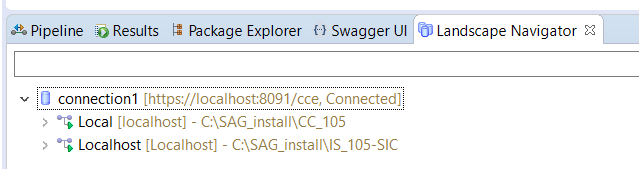 Pipeline Results Package Explorer Swagger UI Landscape Navigator
connection1 [https://localhost:8091/cce, Connected]
Local [localhost] - C:\SAG_install\CC_105
Localhost [Localhost] - C:\SAG_install\IS_105-SIC